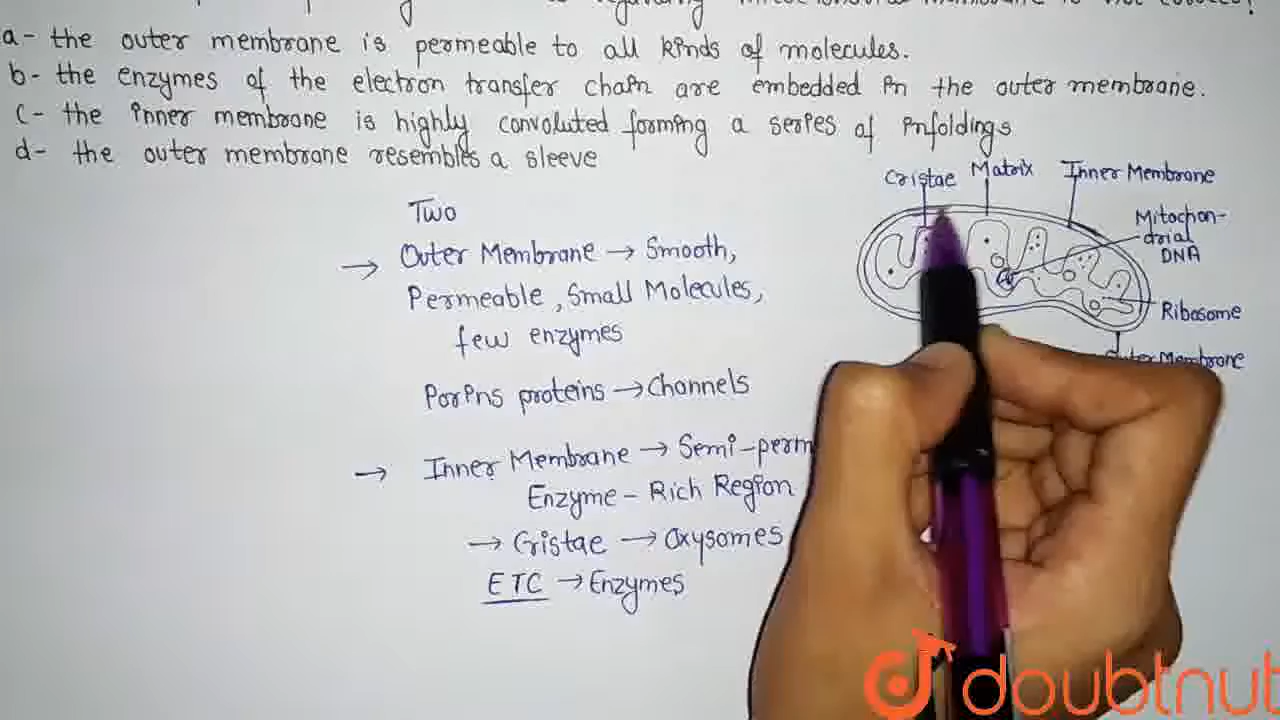 a- the outer membrane is permeable to all kinds of molecules.
b- the enzymes of the electron transfer chain are embedded in the outer membrane.
c- the inner membrane is highly convoluted forming a series of infoldings
d- the outer membrane resembles a sleeve
Cristae
Matrix
Inner Membrane
Mitochon-
drial
DNA
Ribosome
Outer Membrane
Two
→ Outer Membrane → Smooth,
Permeable, Small Molecules,
few enzymes
Porins proteins → Channels
→ Inner Membrane → Semi-perm
Enzyme - Rich Region
→ Cristae → Oxysomes
ETC → Enzymes
doubtnut